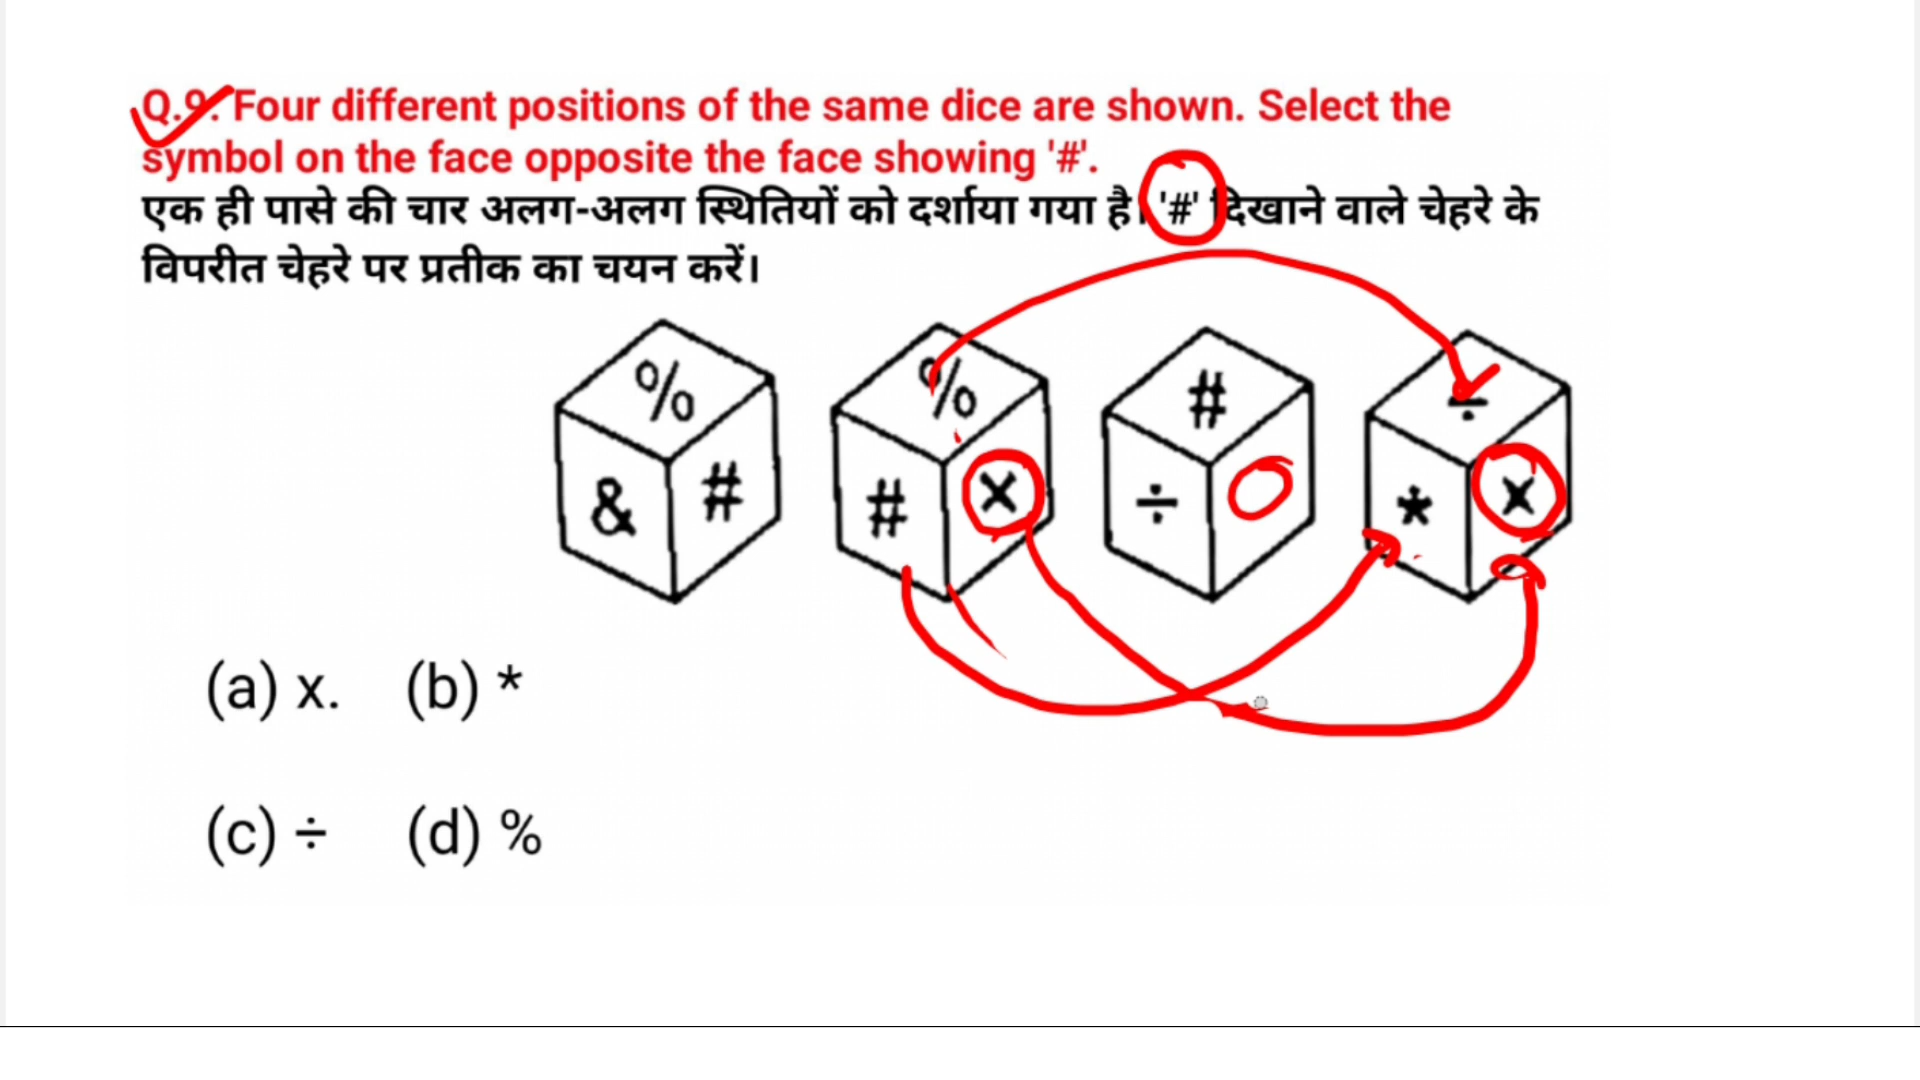 Q.9. Four different positions of the same dice are shown. Select the
symbol on the face opposite the face showing '#'.
एक ही पासे की चार अलग-अलग स्थितियों को दर्शाया गया है। '#' दिखाने वाले चेहरे के
विपरीत चेहरे पर प्रतीक का चयन करें।
% % # ÷
& # # × ÷ * ×
(a) x. (b) *
(c) ÷ (d) %